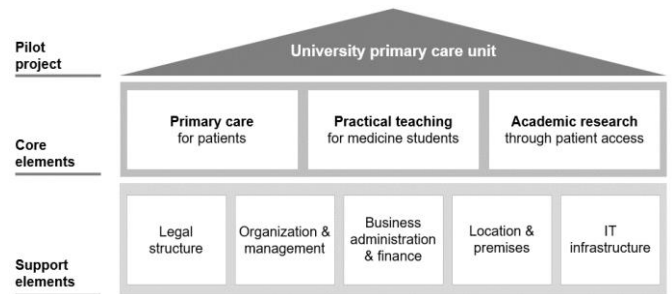 Pilot
project
University primary care unit
Core
elements
Primary care
for patients
Practical teaching
for medicine students
Academic research
through patient access
Support
elements
Legal
structure
Organization &
management
Business
administration
& finance
Location &
premises
IT
infrastructure